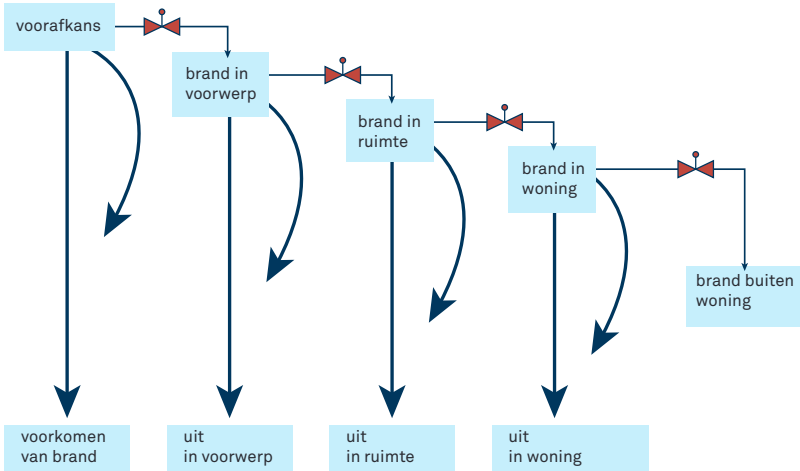 voorafkans
brand in
voorwerp
brand in
ruimte
brand in
woning
brand buiten
woning
voorkomen
van brand
uit
in voorwerp
uit
in ruimte
uit
in woning